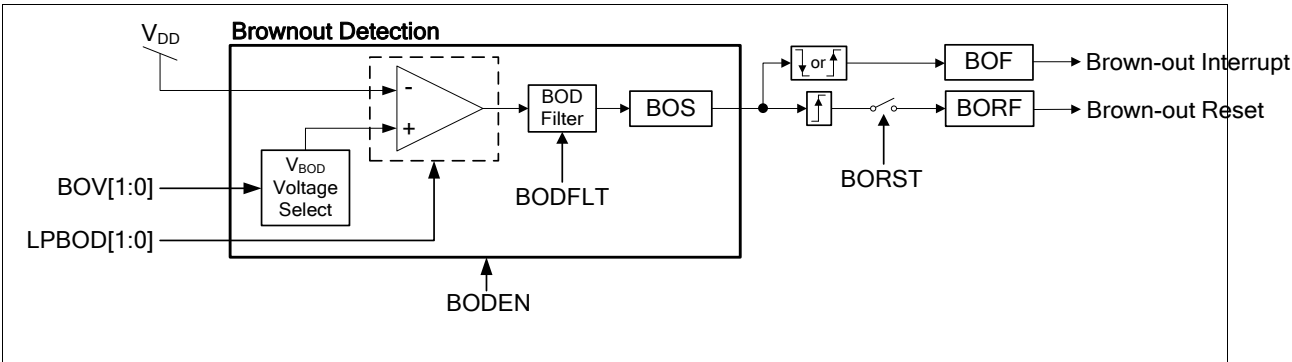 Brownout Detection
VDD
-
+
BOD
Filter
BOS
or
BOF
Brown-out Interrupt
BORF
Brown-out Reset
VBOD
Voltage
Select
BOV[1:0]
LPBOD[1:0]
BODFLT
BORST
BODEN